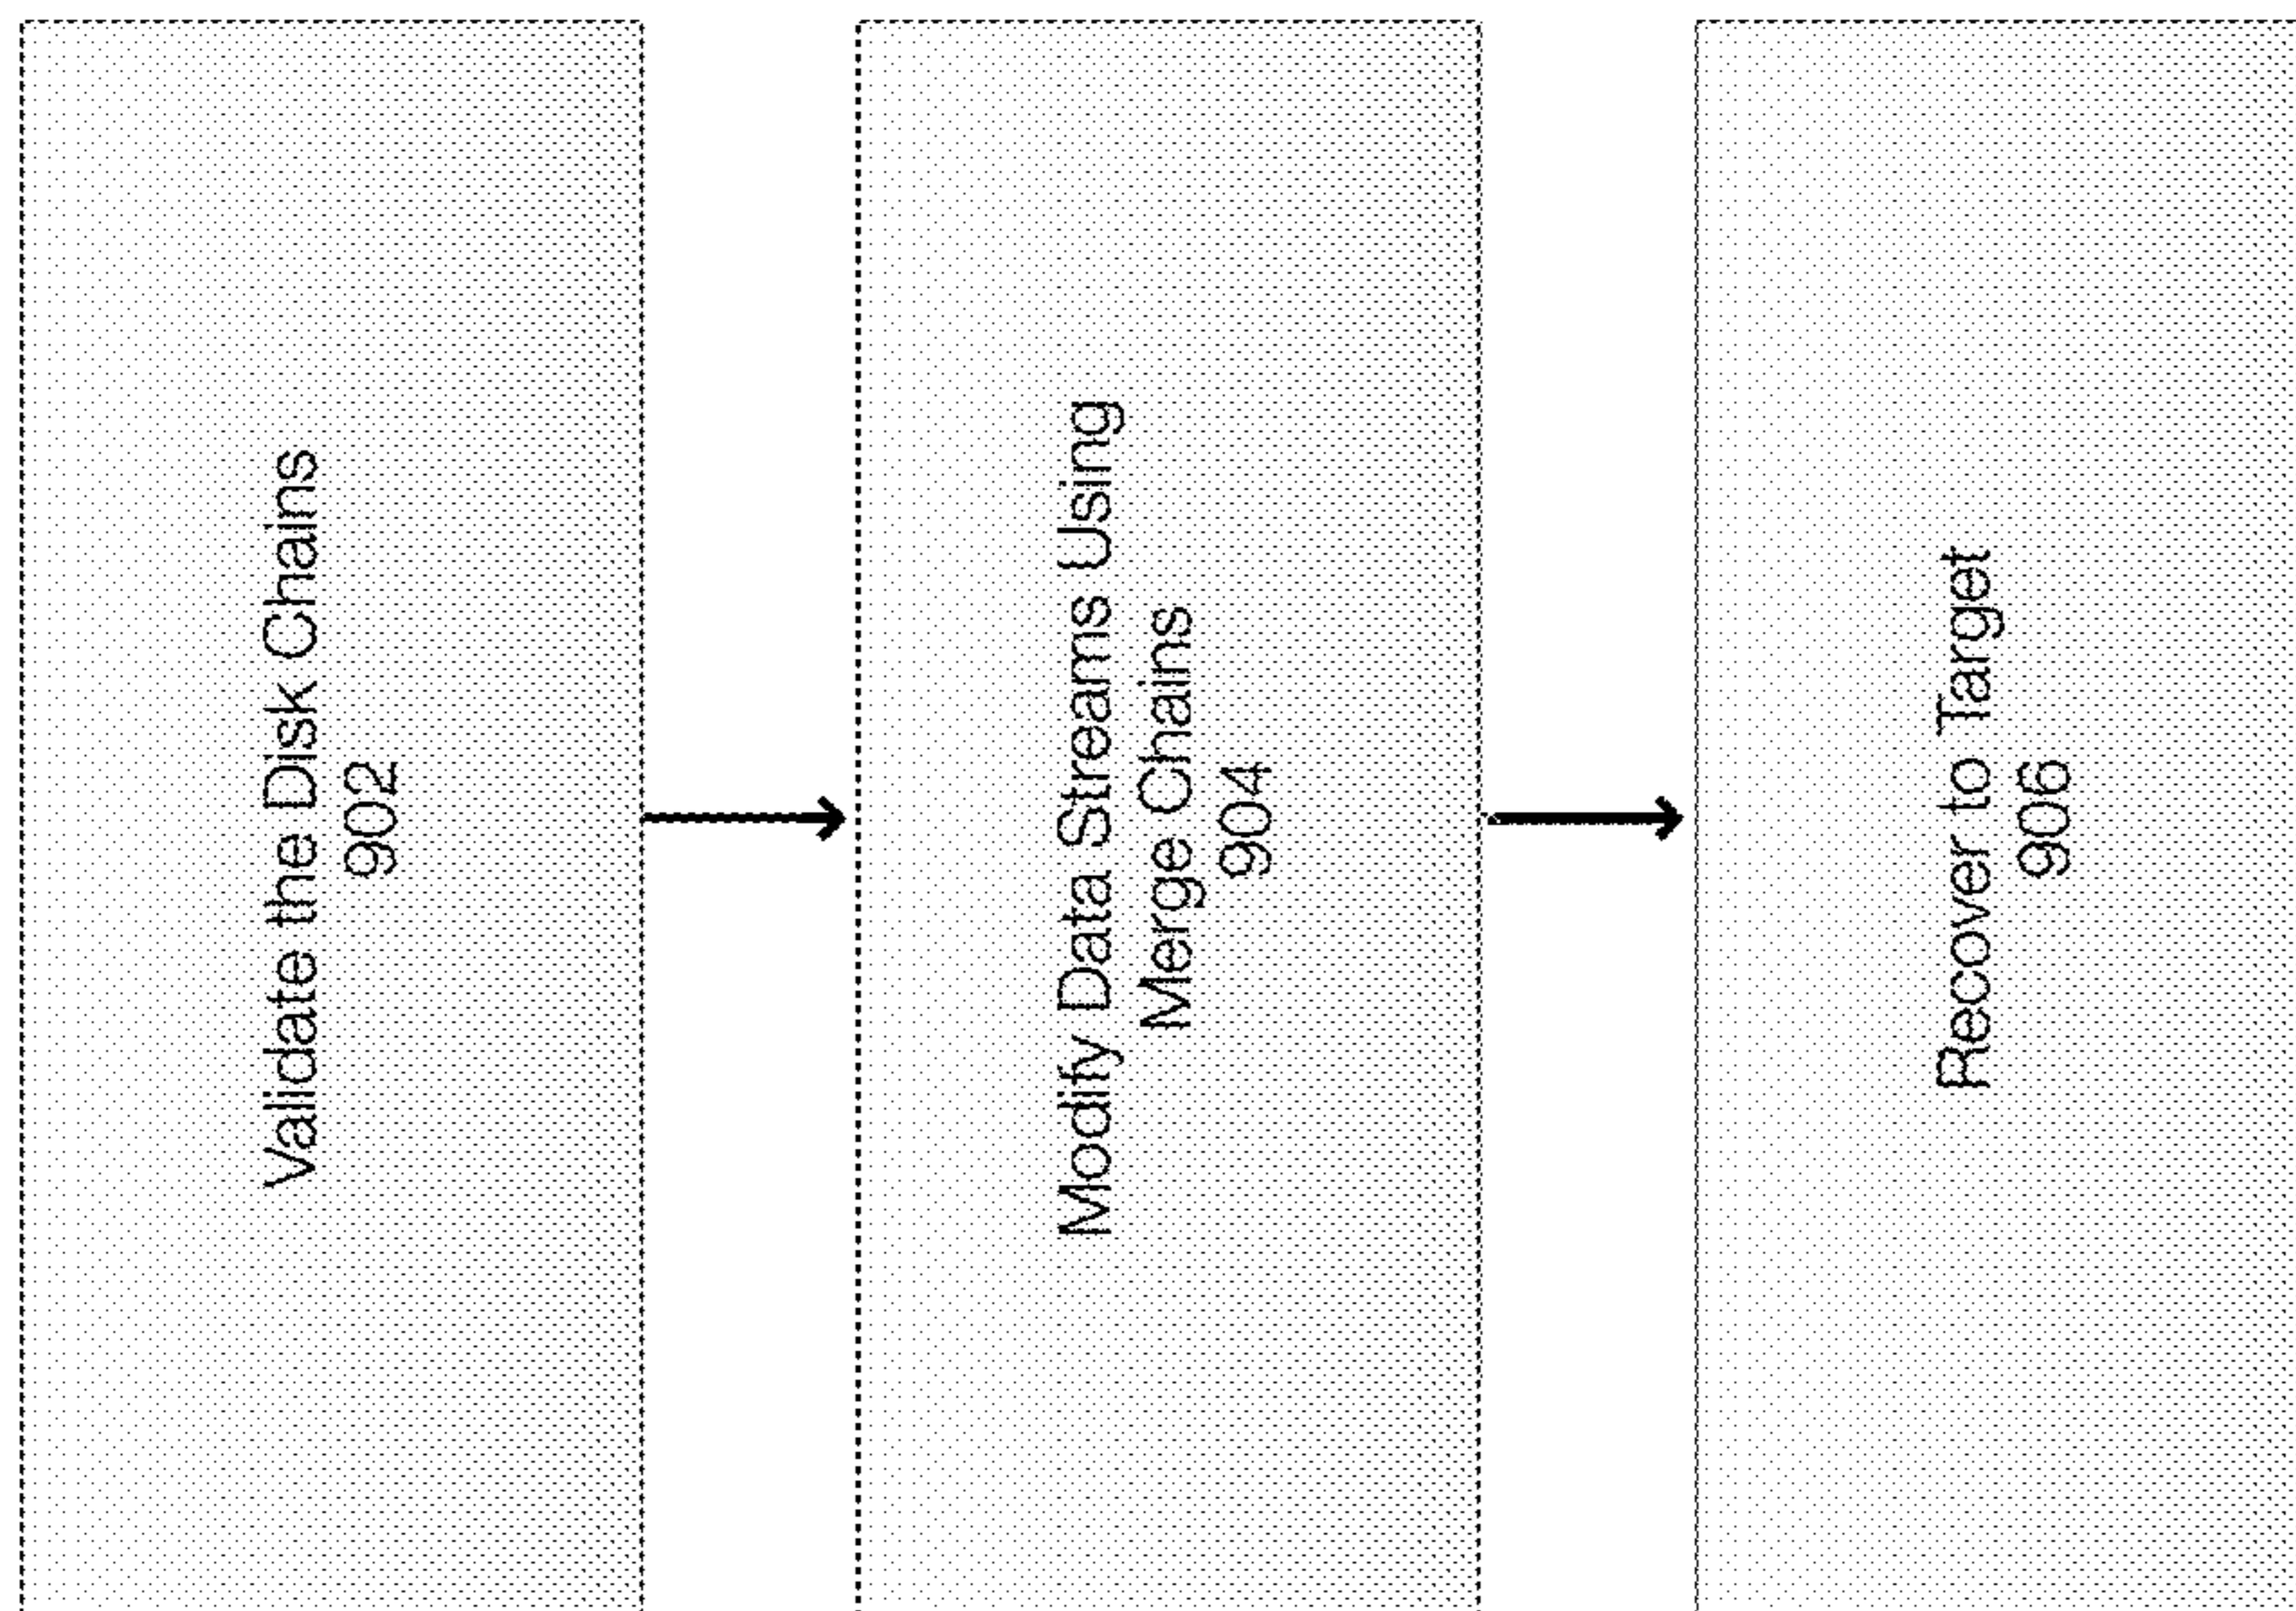 Validate the Disk Chains
902
Modify Data Streams Using
Merge Chains
904
Recover to Target
906